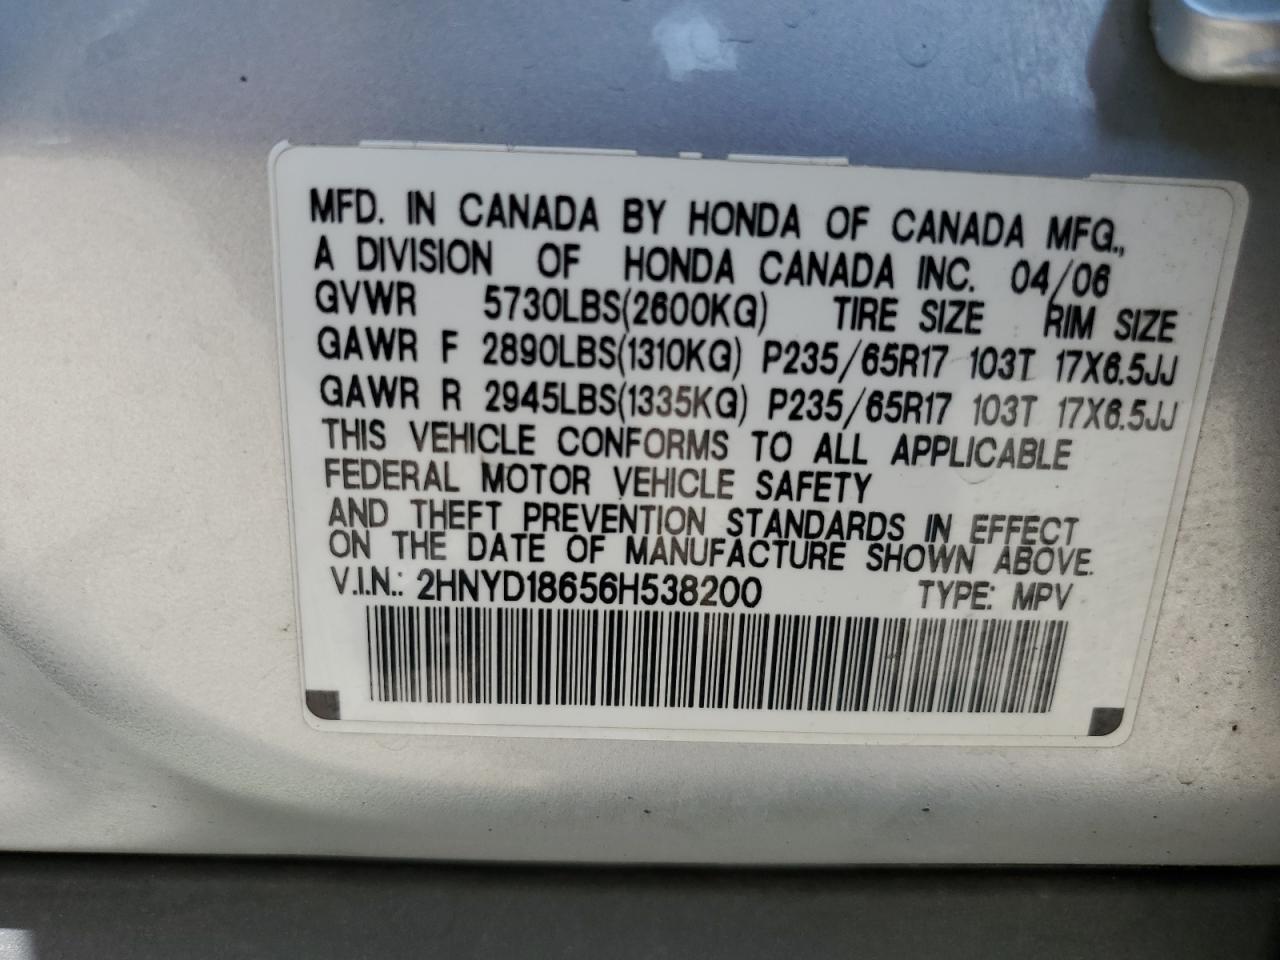 MFD. IN CANADA BY HONDA OF CANADA MFG.,
A DIVISION OF HONDA CANADA INC. 04/06
GVWR 5730LBS(2600KG) TIRE SIZE RIM SIZE
GAWR F 2890LBS(1310KG) P235/65R17 103T 17X6.5JJ
GAWR R 2945LBS(1335KG) P235/65R17 103T 17X6.5JJ
THIS VEHICLE CONFORMS TO ALL APPLICABLE
FEDERAL MOTOR VEHICLE SAFETY
AND THEFT PREVENTION STANDARDS IN EFFECT
ON THE DATE OF MANUFACTURE SHOWN ABOVE.
V.I.N.: 2HNYD18656H538200 TYPE: MPV